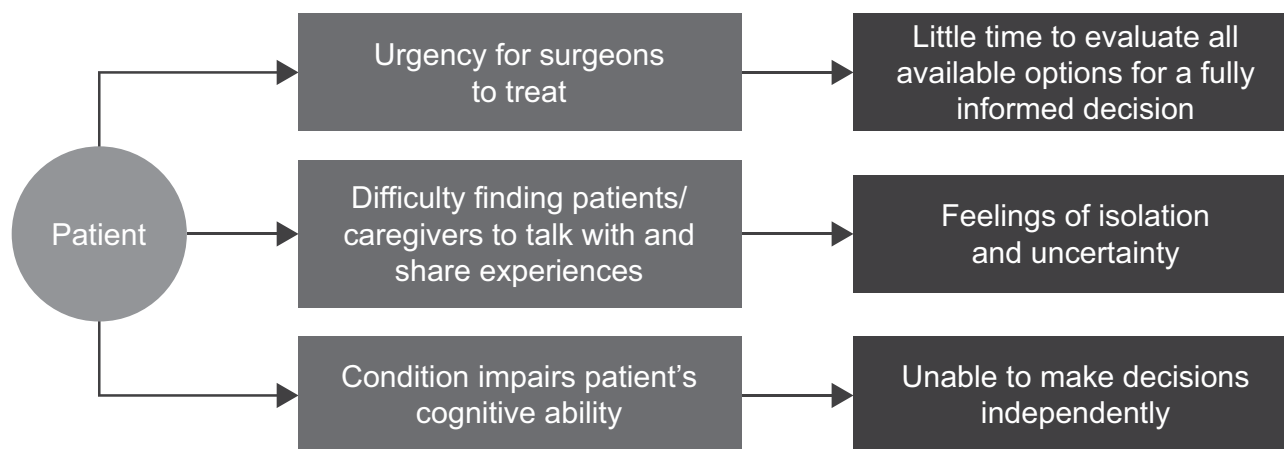 Patient
Urgency for surgeons
to treat
Little time to evaluate all
available options for a fully
informed decision
Difficulty finding patients/
caregivers to talk with and
share experiences
Feelings of isolation
and uncertainty
Condition impairs patient’s
cognitive ability
Unable to make decisions
independently